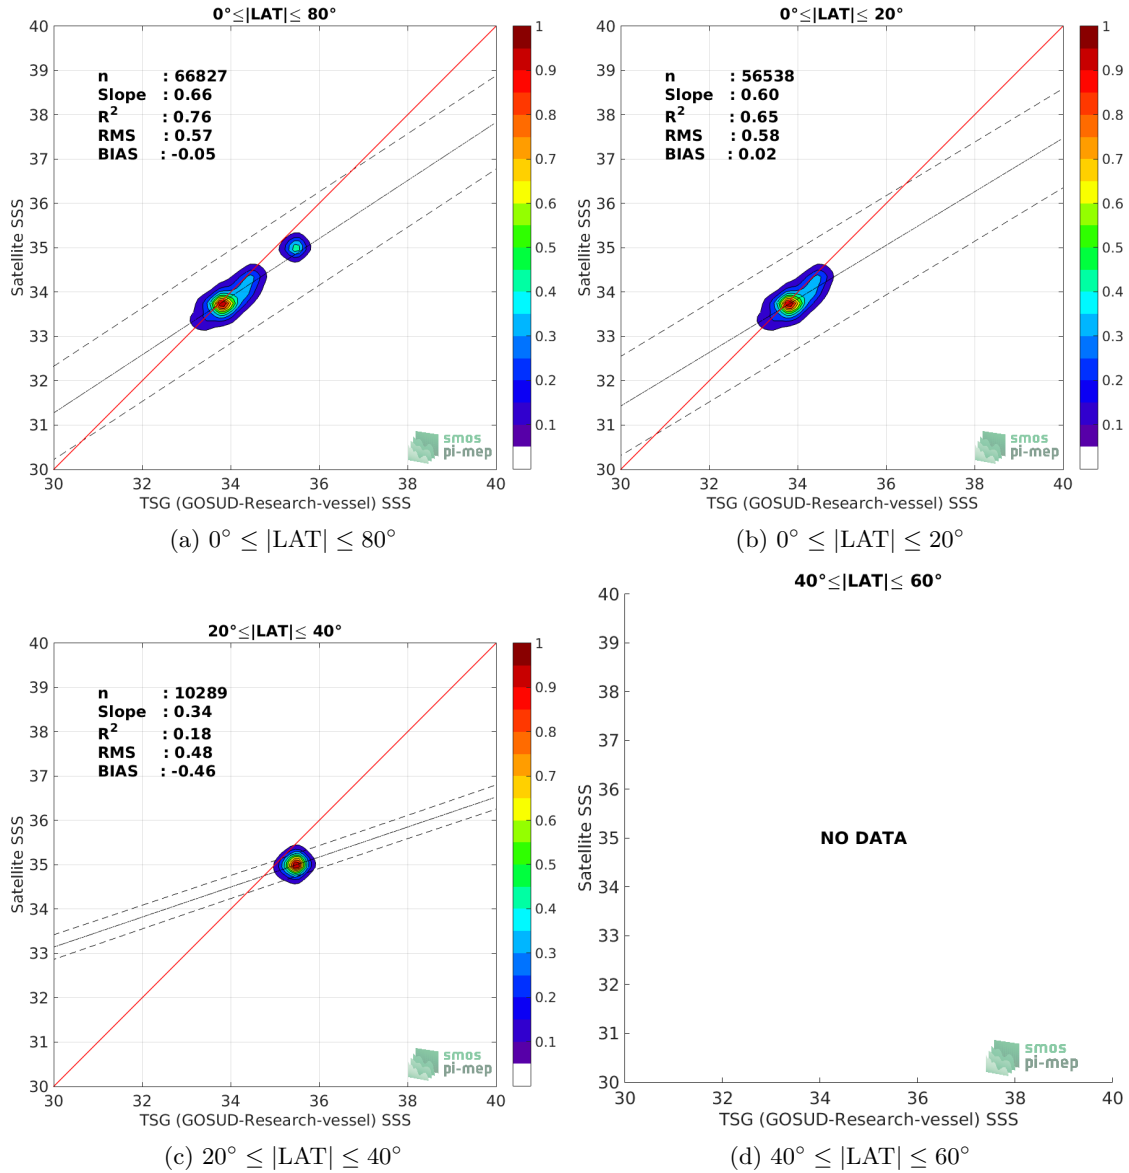 0°≤|LAT|≤ 80°
40
39
38
37
36
35
34
33
32
31
30
30
32
34
36
38
40
Satellite SSS
TSG (GOSUD-Research-vessel) SSS
n : 66827
Slope : 0.66
R² : 0.76
RMS : 0.57
BIAS : -0.05
smos
pi-mep
1
0.9
0.8
0.7
0.6
0.5
0.4
0.3
0.2
0.1
(a) 0° ≤ |LAT| ≤ 80°
0°≤|LAT|≤ 20°
40
39
38
37
36
35
34
33
32
31
30
30
32
34
36
38
40
Satellite SSS
TSG (GOSUD-Research-vessel) SSS
n : 56538
Slope : 0.60
R² : 0.65
RMS : 0.58
BIAS : 0.02
smos
pi-mep
1
0.9
0.8
0.7
0.6
0.5
0.4
0.3
0.2
0.1
(b) 0° ≤ |LAT| ≤ 20°
20°≤|LAT|≤ 40°
40
39
38
37
36
35
34
33
32
31
30
30
32
34
36
38
40
Satellite SSS
TSG (GOSUD-Research-vessel) SSS
n : 10289
Slope : 0.34
R² : 0.18
RMS : 0.48
BIAS : -0.46
smos
pi-mep
1
0.9
0.8
0.7
0.6
0.5
0.4
0.3
0.2
0.1
(c) 20° ≤ |LAT| ≤ 40°
40°≤|LAT|≤ 60°
40
39
38
37
36
35
34
33
32
31
30
30
32
34
36
38
40
Satellite SSS
TSG (GOSUD-Research-vessel) SSS
NO DATA
smos
pi-mep
(d) 40° ≤ |LAT| ≤ 60°